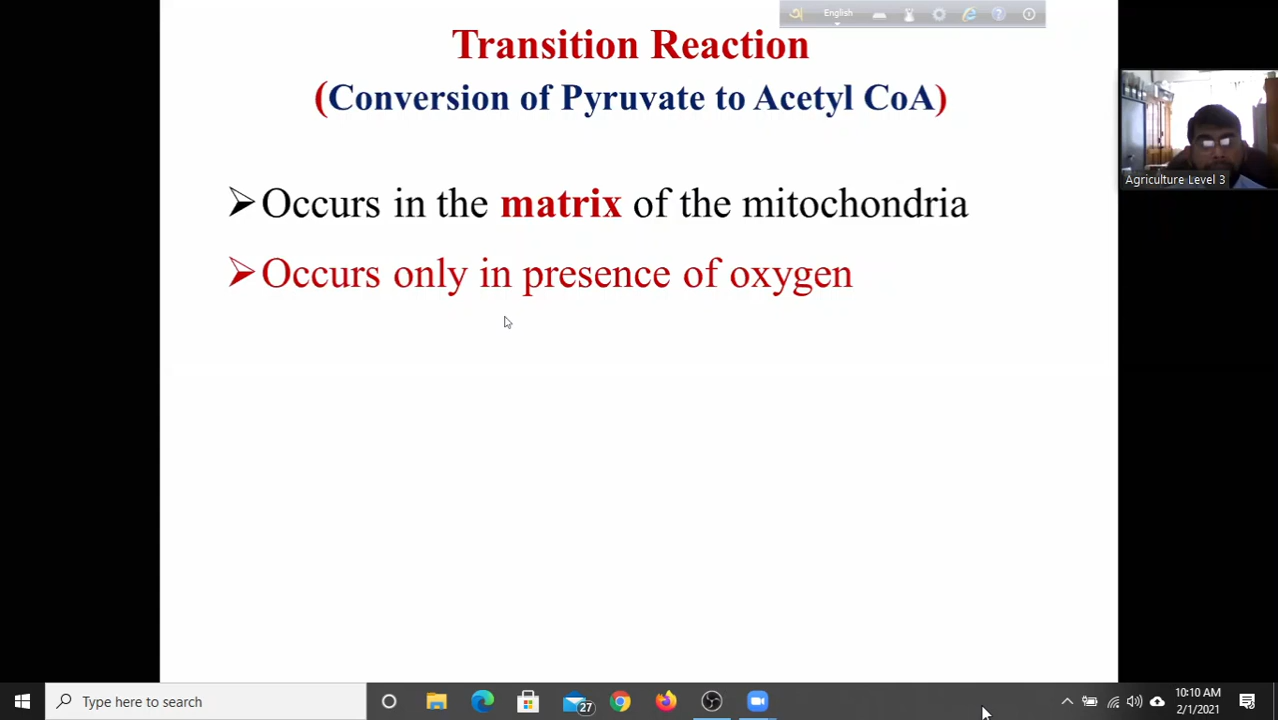 English
Transition Reaction
(Conversion of Pyruvate to Acetyl CoA)
Occurs in the matrix of the mitochondria
Occurs only in presence of oxygen
Agriculture Level 3
Type here to search
27
10:10 AM
2/1/2021